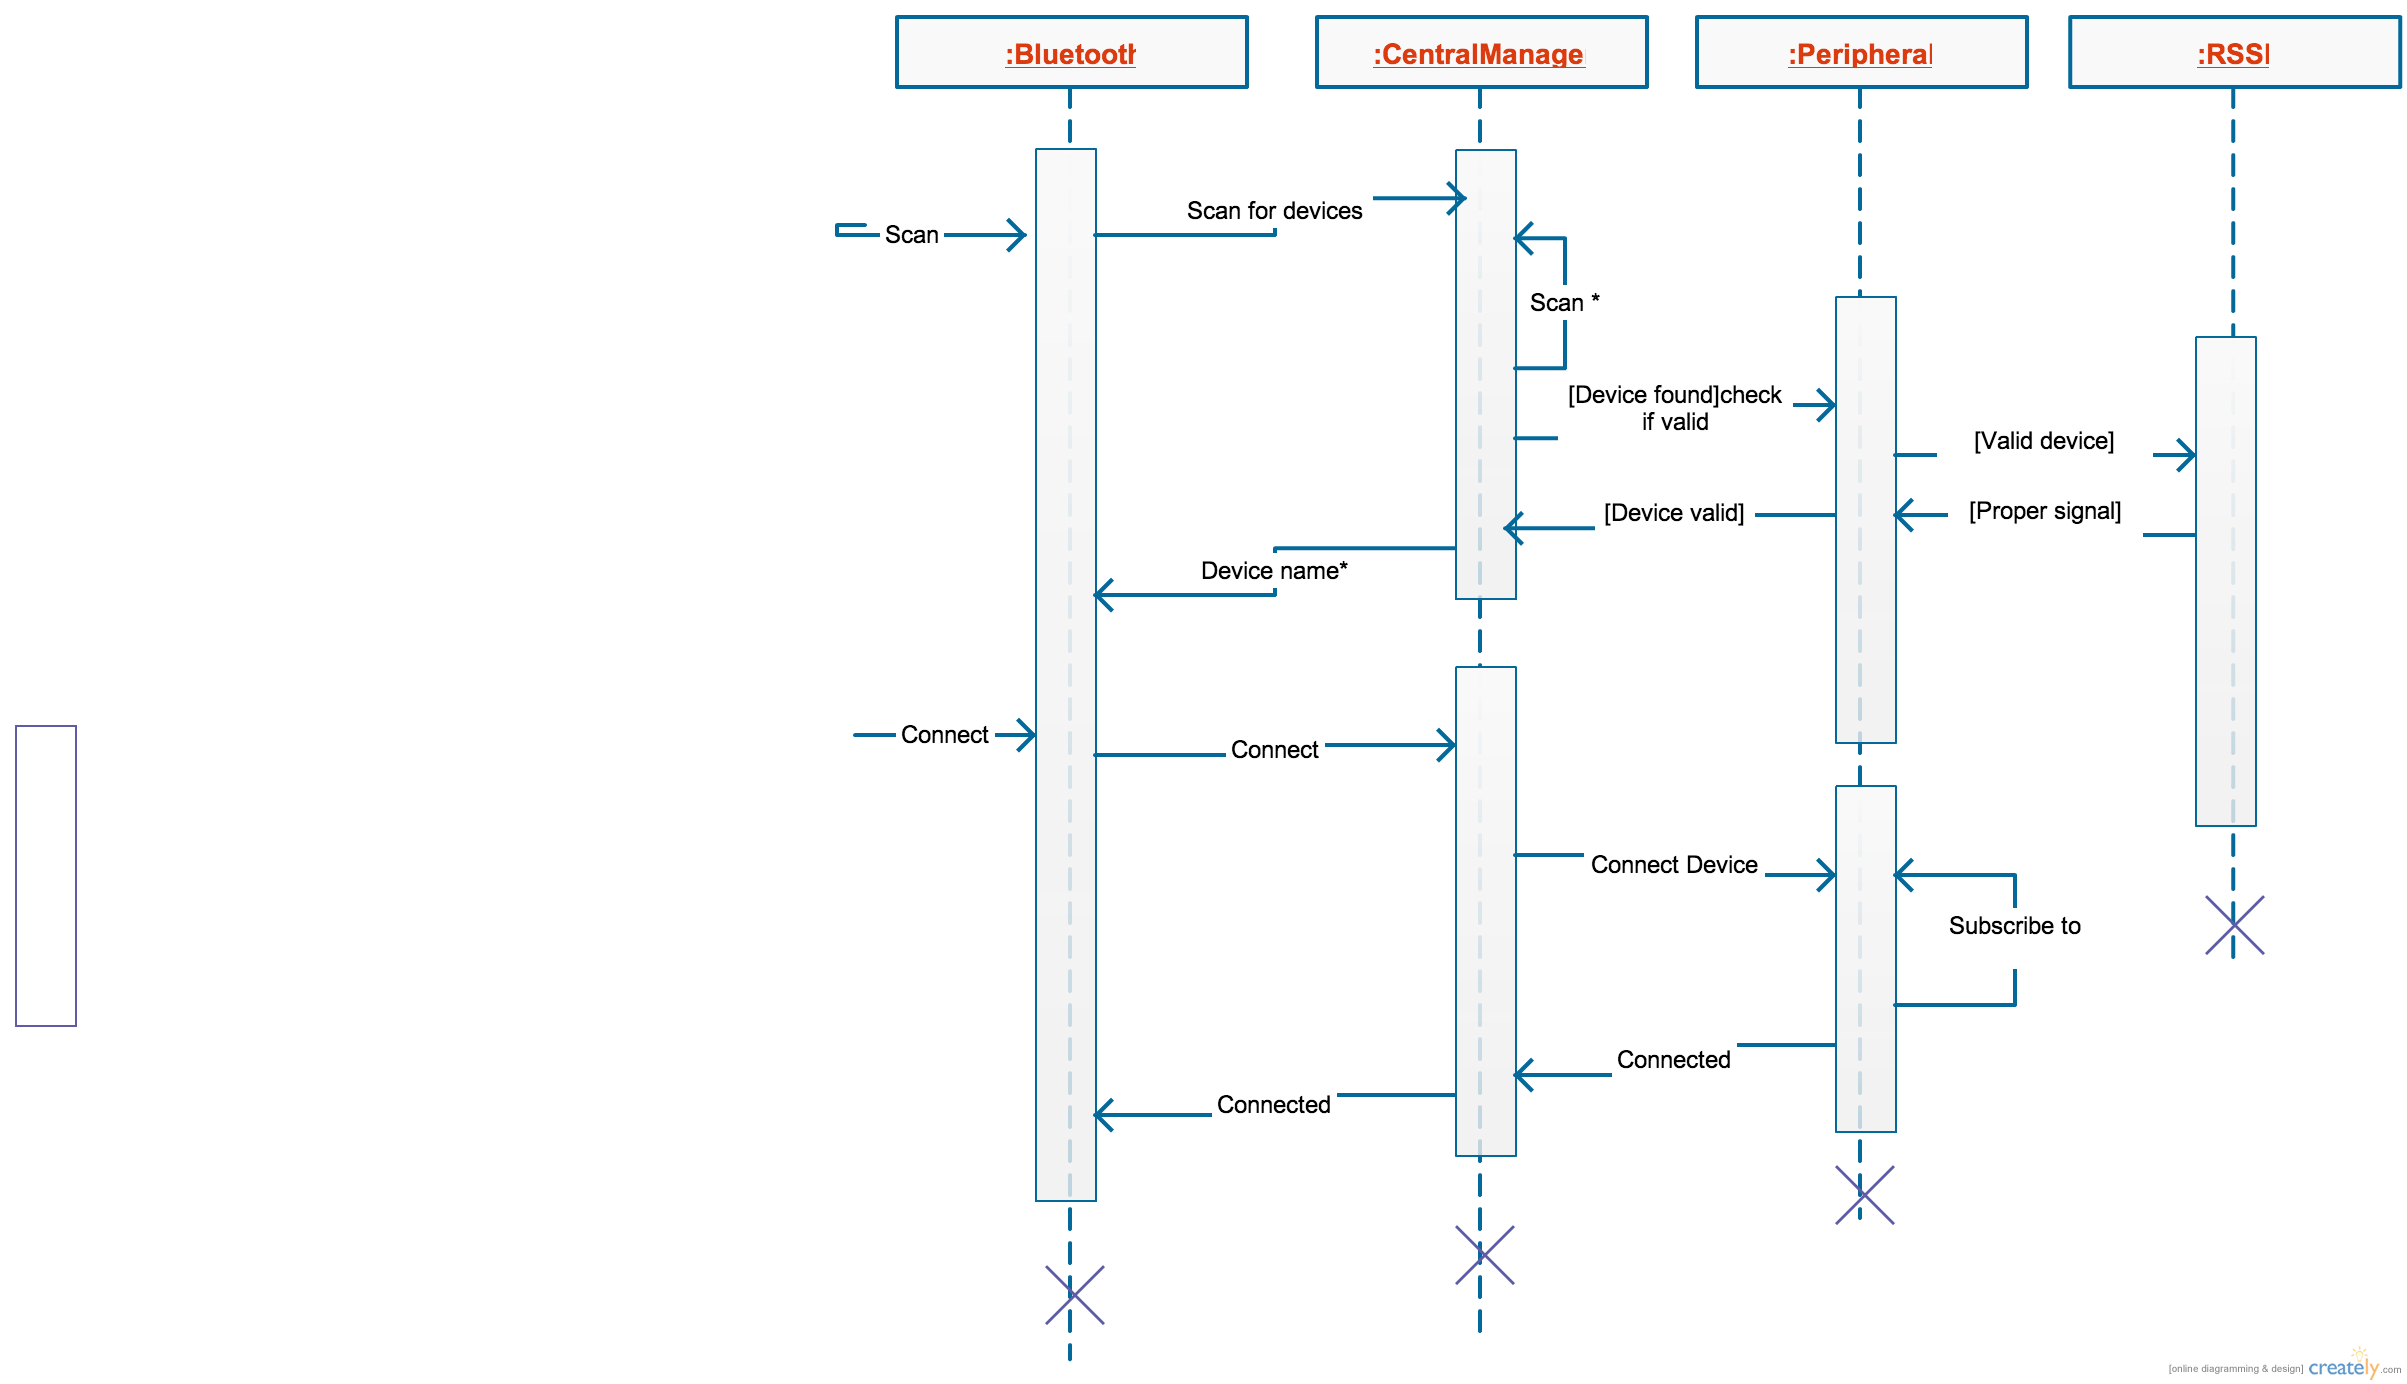 :Bluetooth
:CentralManage
:Peripheral
:RSSI
Scan for devices
Scan
Scan *
[Device found]check
if valid
[Valid device]
[Proper signal]
[Device valid]
Device name*
Connect
Connect
Connect Device
Subscribe to
Connected
Connected
[online diagramming & design] creately.com